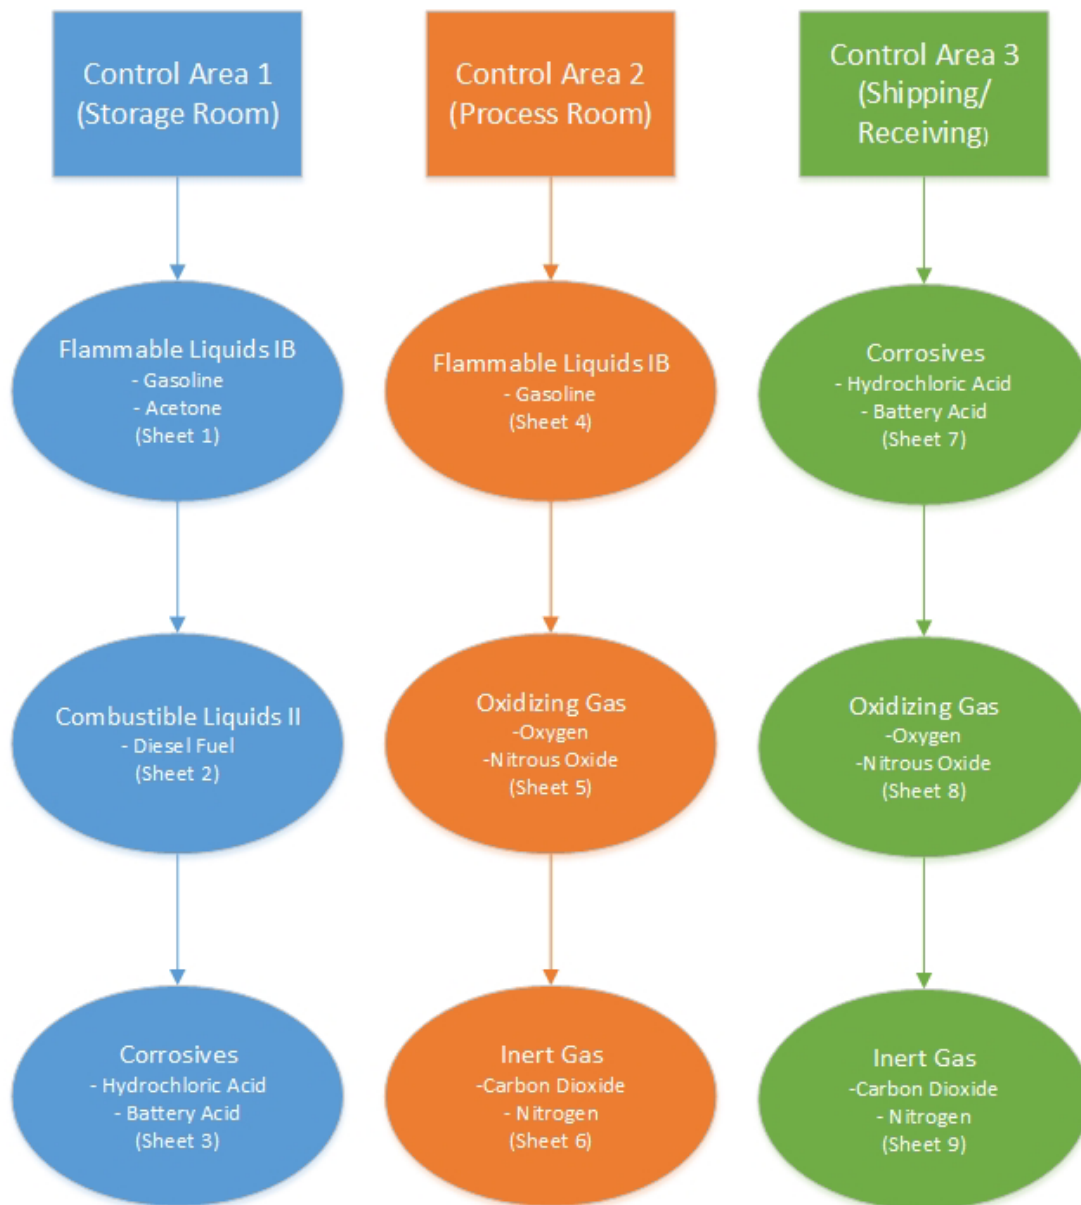 Control Area 1
(Storage Room)
Flammable Liquids IB
- Gasoline
- Acetone
(Sheet 1)
Combustible Liquids II
- Diesel Fuel
(Sheet 2)
Corrosives
- Hydrochloric Acid
- Battery Acid
(Sheet 3)
Control Area 2
(Process Room)
Flammable Liquids IB
- Gasoline
(Sheet 4)
Oxidizing Gas
-Oxygen
-Nitrous Oxide
(Sheet 5)
Inert Gas
-Carbon Dioxide
- Nitrogen
(Sheet 6)
Control Area 3
(Shipping/
Receiving)
Corrosives
- Hydrochloric Acid
- Battery Acid
(Sheet 7)
Oxidizing Gas
-Oxygen
-Nitrous Oxide
(Sheet 8)
Inert Gas
-Carbon Dioxide
- Nitrogen
(Sheet 9)